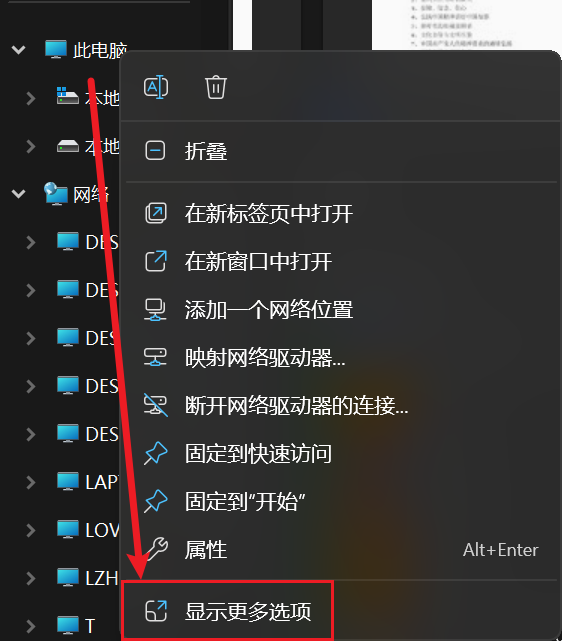 此电脑
本地
本地
网络
DES
DES
DES
DES
DES
LAP
LOV
LZH
T
折叠
在新标签页中打开
在新窗口中打开
添加一个网络位置
映射网络驱动器...
断开网络驱动器的连接...
固定到快速访问
固定到"开始"
属性 Alt+Enter
显示更多选项